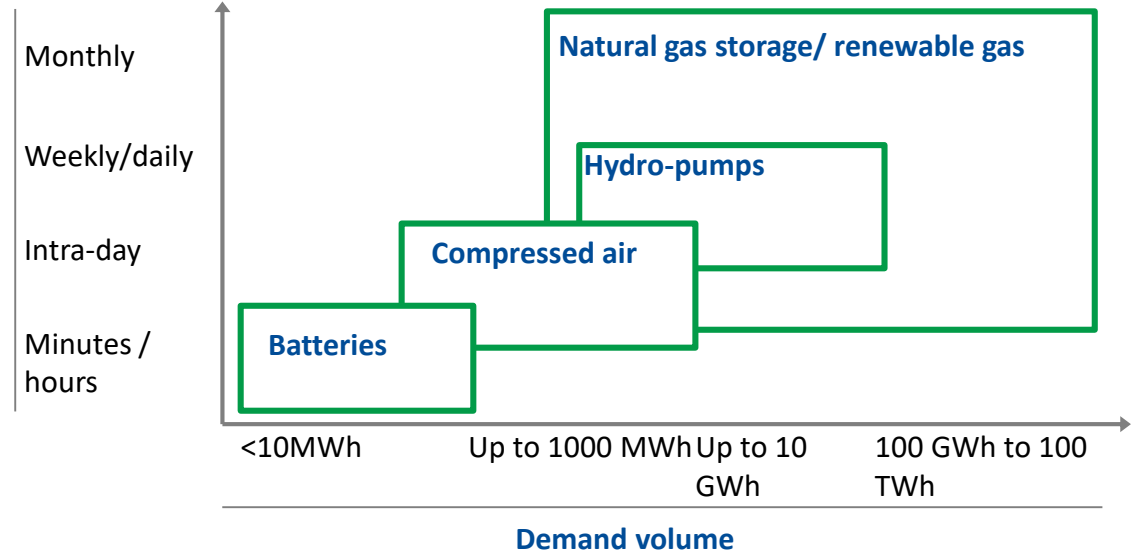 Monthly
Natural gas storage/ renewable gas
Weekly/daily
Hydro-pumps
Intra-day
Compressed air
Minutes /
hours
Batteries
<10MWh
Up to 1000 MWh
Up to 10
GWh
100 GWh to 100
TWh
Demand volume